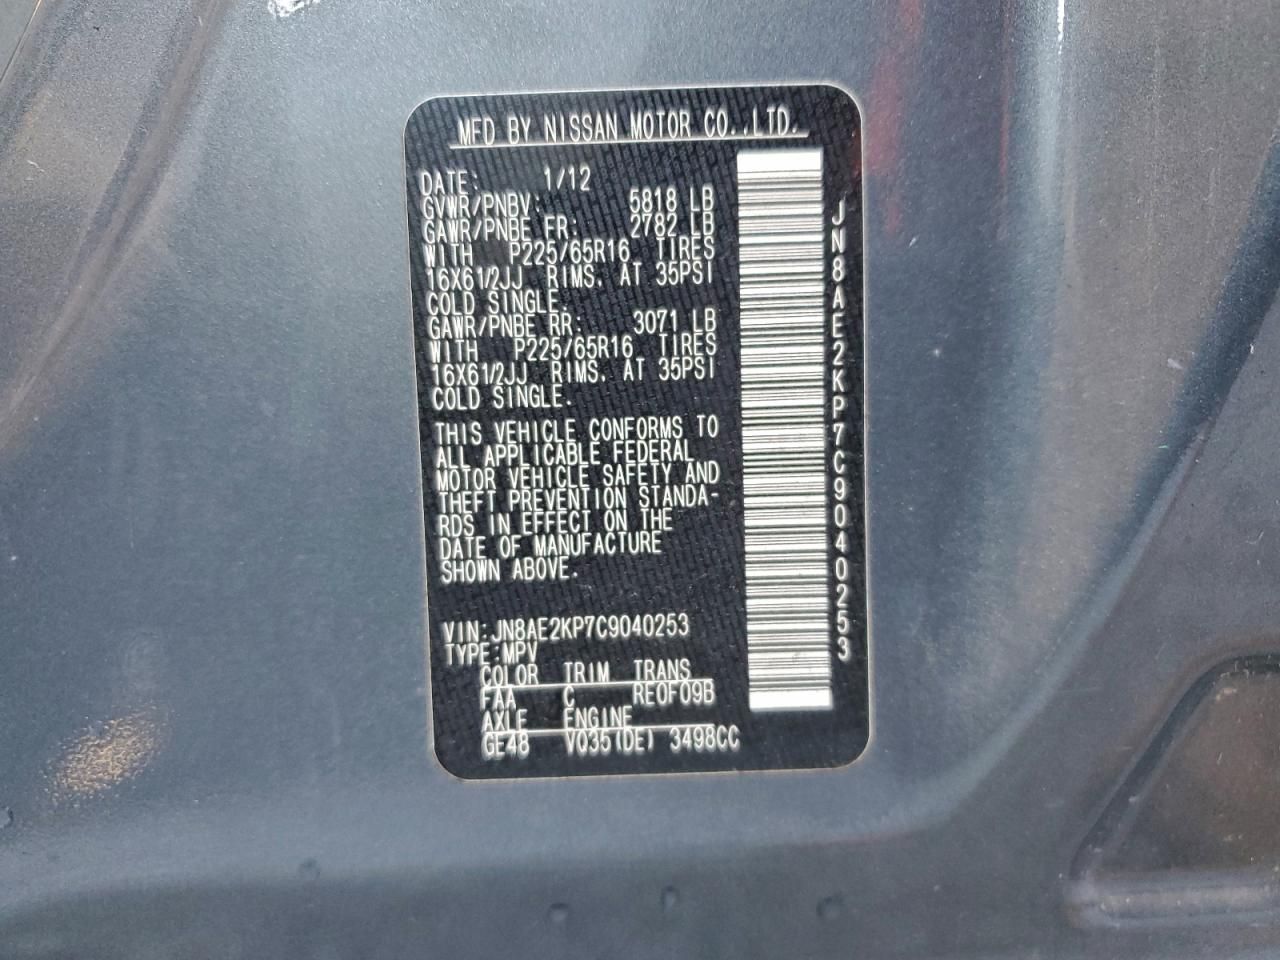 MFD BY NISSAN MOTOR CO.,LTD.
DATE: 1/12
GVWR/PNBV: 5818 LB
GAWR/PNBE FR: 2782 LB
WITH P225/65R16 TIRES
16X61/2JJ RIMS, AT 35PSI
COLD SINGLE.
GAWR/PNBE RR: 3071 LB
WITH P225/65R16 TIRES
16X61/2JJ RIMS, AT 35PSI
COLD SINGLE.
THIS VEHICLE CONFORMS TO
ALL APPLICABLE FEDERAL
MOTOR VEHICLE SAFETY AND
THEFT PREVENTION STANDA-
RDS IN EFFECT ON THE
DATE OF MANUFACTURE
SHOWN ABOVE.
VIN:JN8AE2KP7C9040253
TYPE:MPV
COLOR TRIM TRANS
FAA C RE0F09B
AXLE ENGINE
GE48 VQ35(DE) 3498CC
JN8AE2KP7C9040253